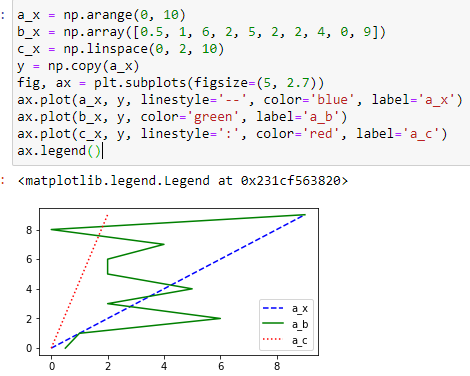 : a_x = np.arange(0, 10)
b_x = np.array([0.5, 1, 6, 2, 5, 2, 2, 4, 0, 9])
c_x = np.linspace(0, 2, 10)
y = np.copy(a_x)
fig, ax = plt.subplots(figsize=(5, 2.7))
ax.plot(a_x, y, linestyle='--', color='blue', label='a_x')
ax.plot(b_x, y, color='green', label='a_b')
ax.plot(c_x, y, linestyle=':', color='red', label='a_c')
ax.legend()
: <matplotlib.legend.Legend at 0x231cf563820>
8
6
4
2
0
a_x
a_b
a_c
0 2 4 6 8